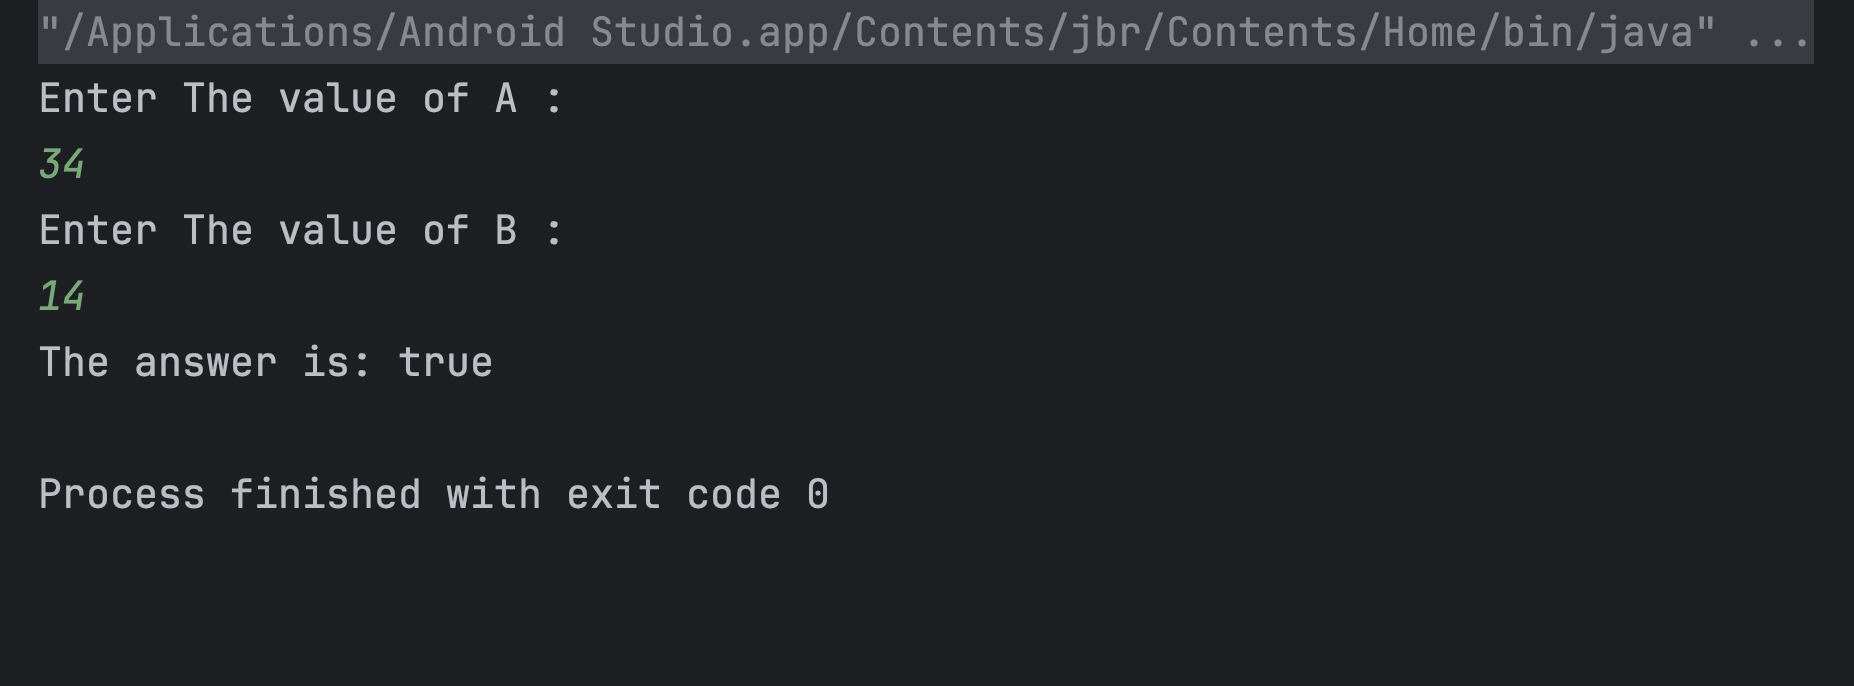 "/Applications/Android Studio.app/Contents/jbr/Contents/Home/bin/java" ...
Enter The value of A :
34
Enter The value of B :
14
The answer is: true
Process finished with exit code 0